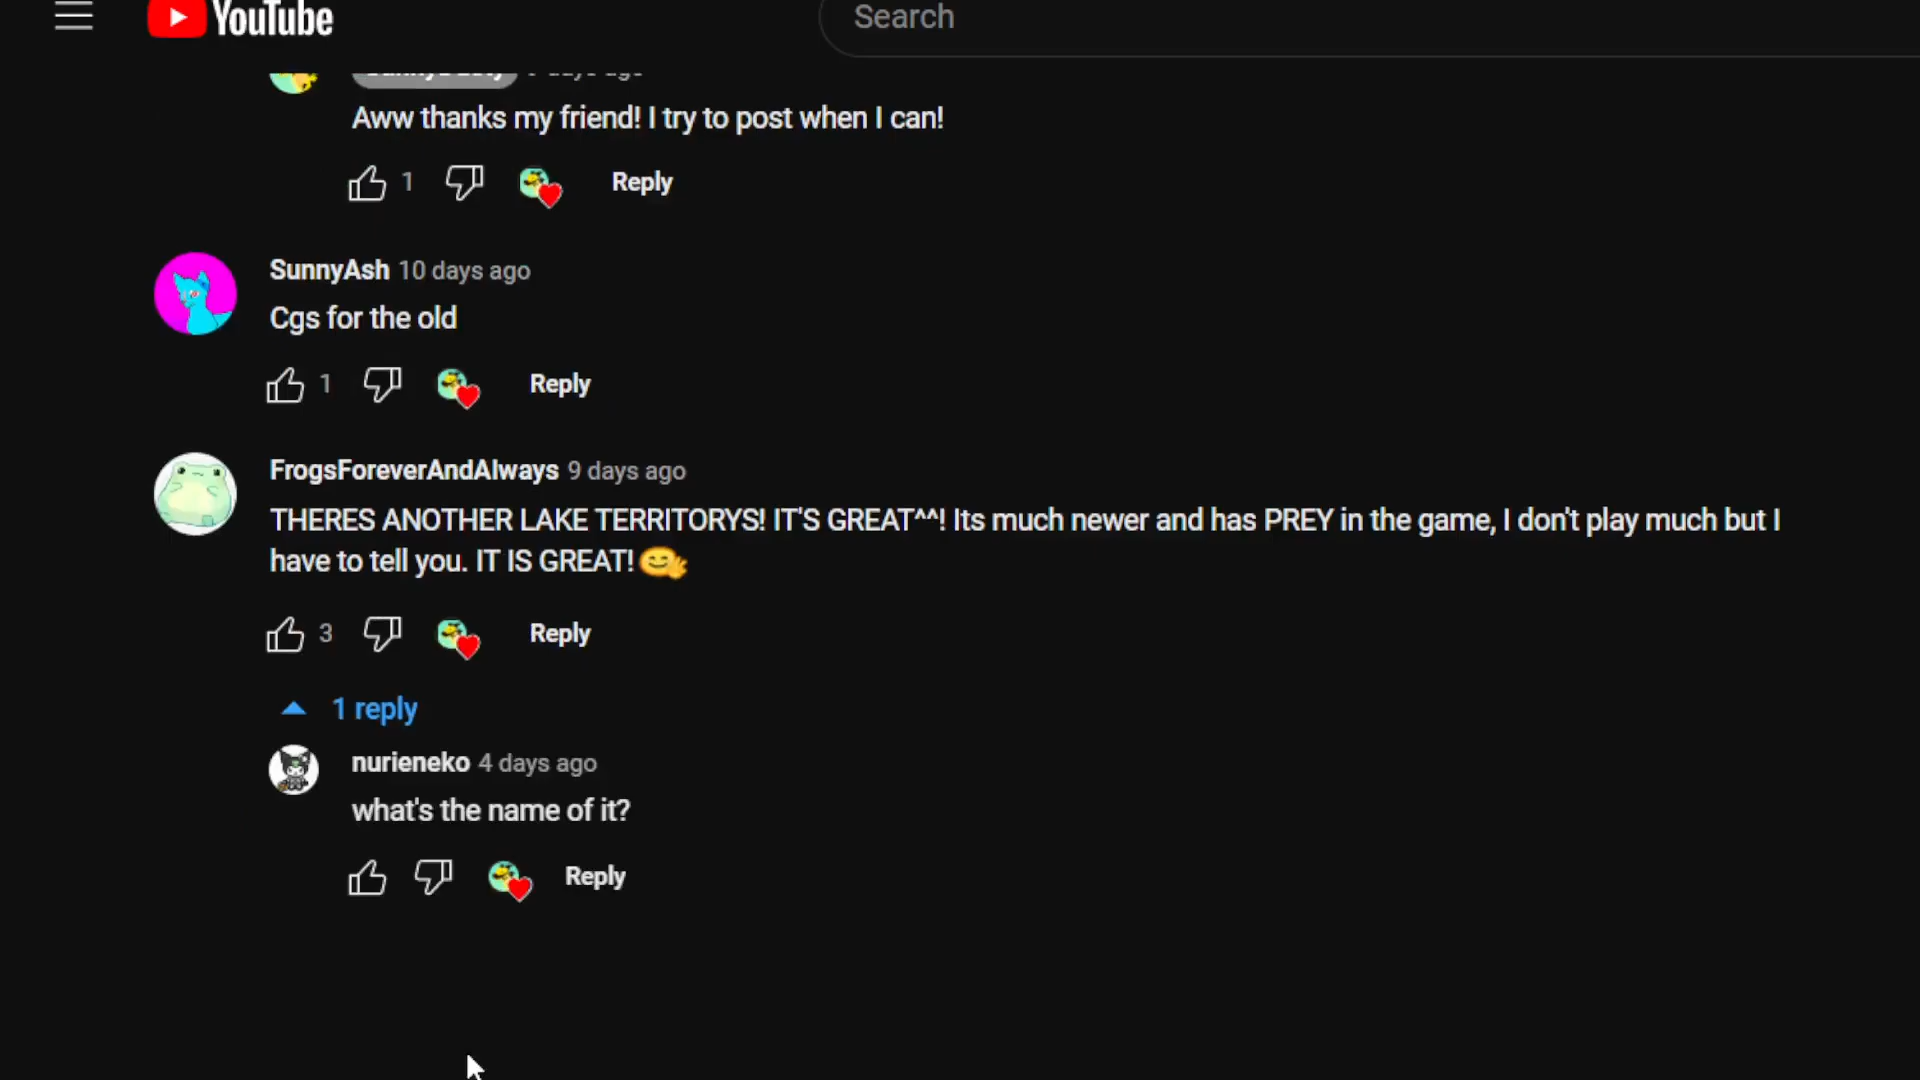 YouTube
Search
Aww thanks my friend! I try to post when I can!
1
Reply
SunnyAsh 10 days ago
Cgs for the old
1
Reply
FrogsForeverAndAlways 9 days ago
THERES ANOTHER LAKE TERRITORYS! IT'S GREAT^^! Its much newer and has PREY in the game, I don't play much but I
have to tell you. IT IS GREAT!
3
Reply
1 reply
nurieneko 4 days ago
what's the name of it?
Reply